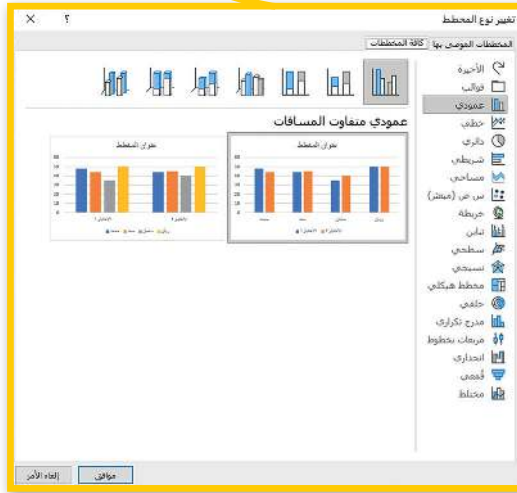 تغيير نوع المخطط
؟
المخططات الموصى بها
كافة المخططات
الأخيرة
قوالب
عمودي
خطي
دائري
شريطي
مساحي
س ص (مبعثر)
خريطة
تباين
سطحي
نسيجي
مخطط هيكلي
حلقي
مدرج تكراري
مربعات بخطوط
انحداري
قُمعي
مختلط
عمودي متفاوت المسافات
عنوان المخطط
عنوان المخطط
موافق
إلغاء الأمر